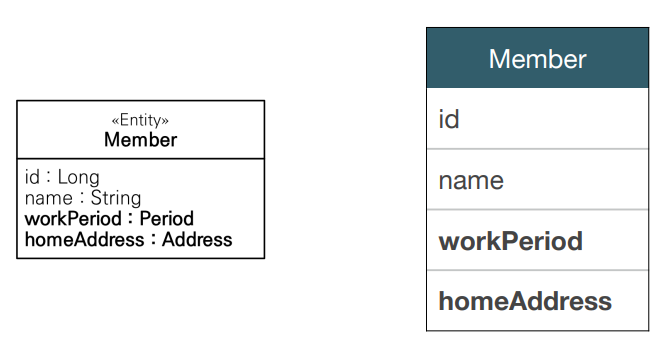 «Entity»
Member
id : Long
name : String
workPeriod : Period
homeAddress : Address
Member
id
name
workPeriod
homeAddress